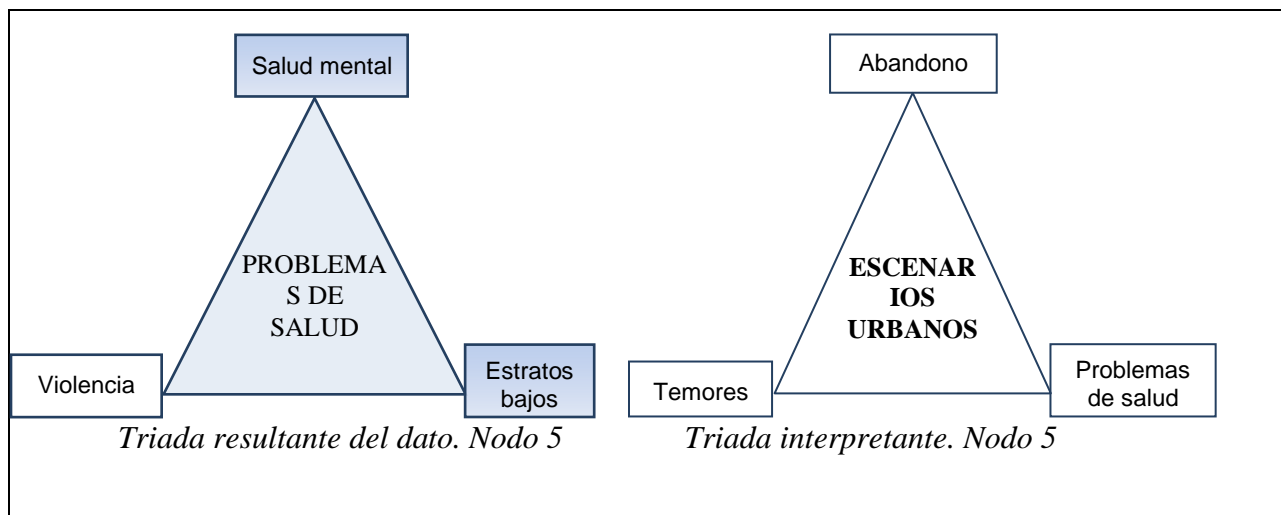 Salud mental
PROBLEMA
S DE
SALUD
Violencia
Estratos
bajos
Triada resultante del dato. Nodo 5
Abandono
ESCENAR
IOS
URBANOS
Temores
Problemas
de salud
Triada interpretante. Nodo 5